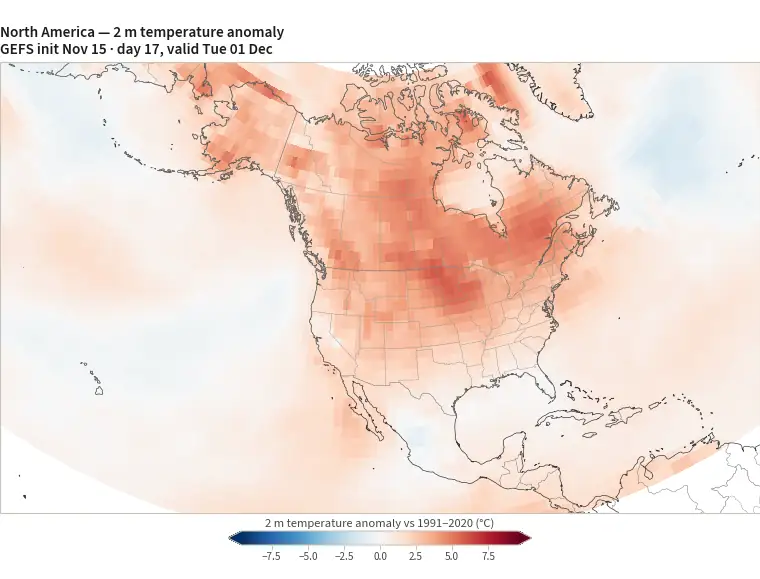 North America — 2 m temperature anomaly
GEFS init Nov 15 · day 17, valid Tue 01 Dec
2 m temperature anomaly vs 1991–2020 (°C)
−7.5 −5.0 −2.5 0.0 2.5 5.0 7.5